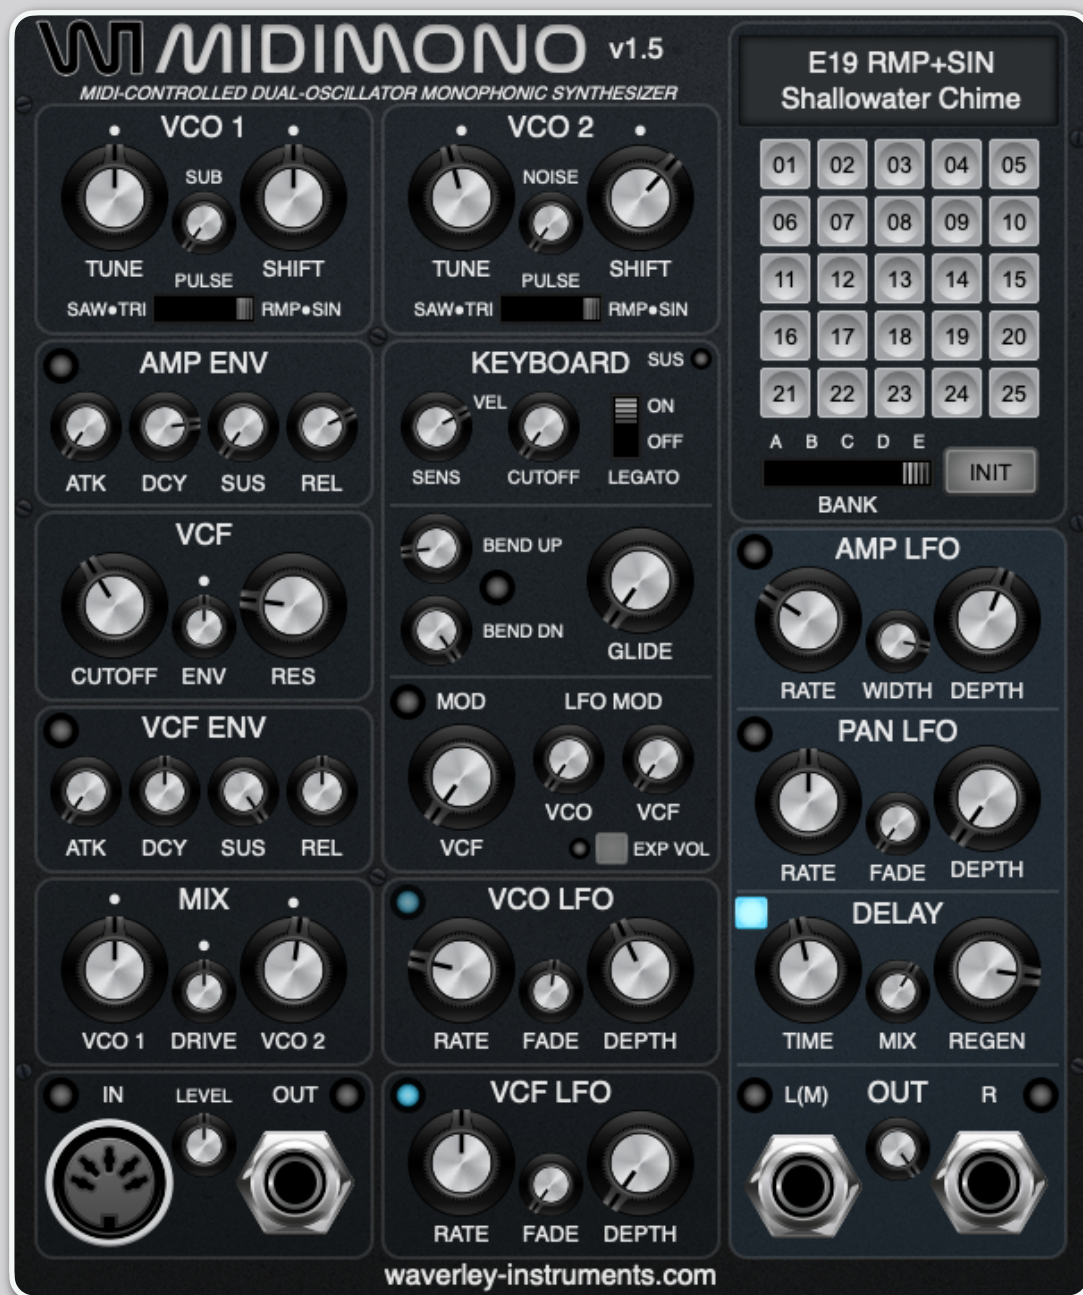 MIDIMONO v1.5
MIDI-CONTROLLED DUAL-OSCILLATOR MONOPHONIC SYNTHESIZER
VCO 1
SUB
TUNE
SHIFT
PULSE
SAW•TRI
RMP•SIN
VCO 2
NOISE
TUNE
SHIFT
PULSE
SAW•TRI
RMP•SIN
E19 RMP+SIN
Shallowater Chime
01 02 03 04 05
06 07 08 09 10
11 12 13 14 15
16 17 18 19 20
21 22 23 24 25
A B C D E
INIT
BANK
AMP ENV
ATK DCY SUS REL
KEYBOARD
SUS
VEL
ON
OFF
SENS CUTOFF LEGATO
VCF
CUTOFF ENV RES
BEND UP
BEND DN
GLIDE
VCF ENV
ATK DCY SUS REL
MOD
LFO MOD
VCO VCF
VCF
EXP VOL
MIX
VCO 1 DRIVE VCO 2
VCO LFO
RATE FADE DEPTH
IN LEVEL OUT
VCF LFO
RATE FADE DEPTH
AMP LFO
RATE WIDTH DEPTH
PAN LFO
RATE FADE DEPTH
DELAY
TIME MIX REGEN
L(M) OUT R
waverley-instruments.com